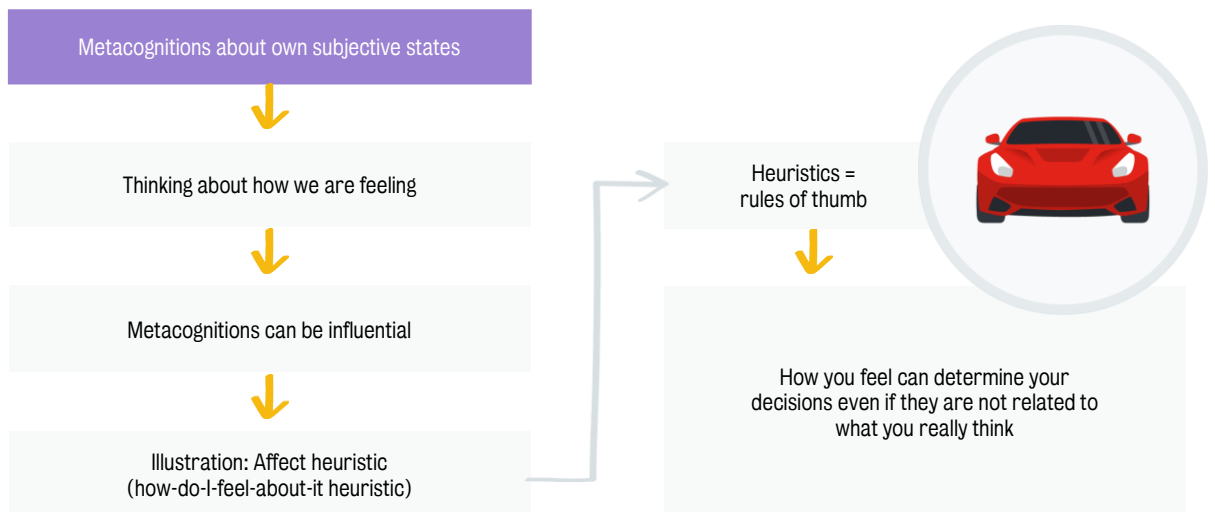 Metacognitions about own subjective states
Thinking about how we are feeling
Metacognitions can be influential
Illustration: Affect heuristic
(how-do-I-feel-about-it heuristic)
Heuristics =
rules of thumb
How you feel can determine your
decisions even if they are not related to
what you really think